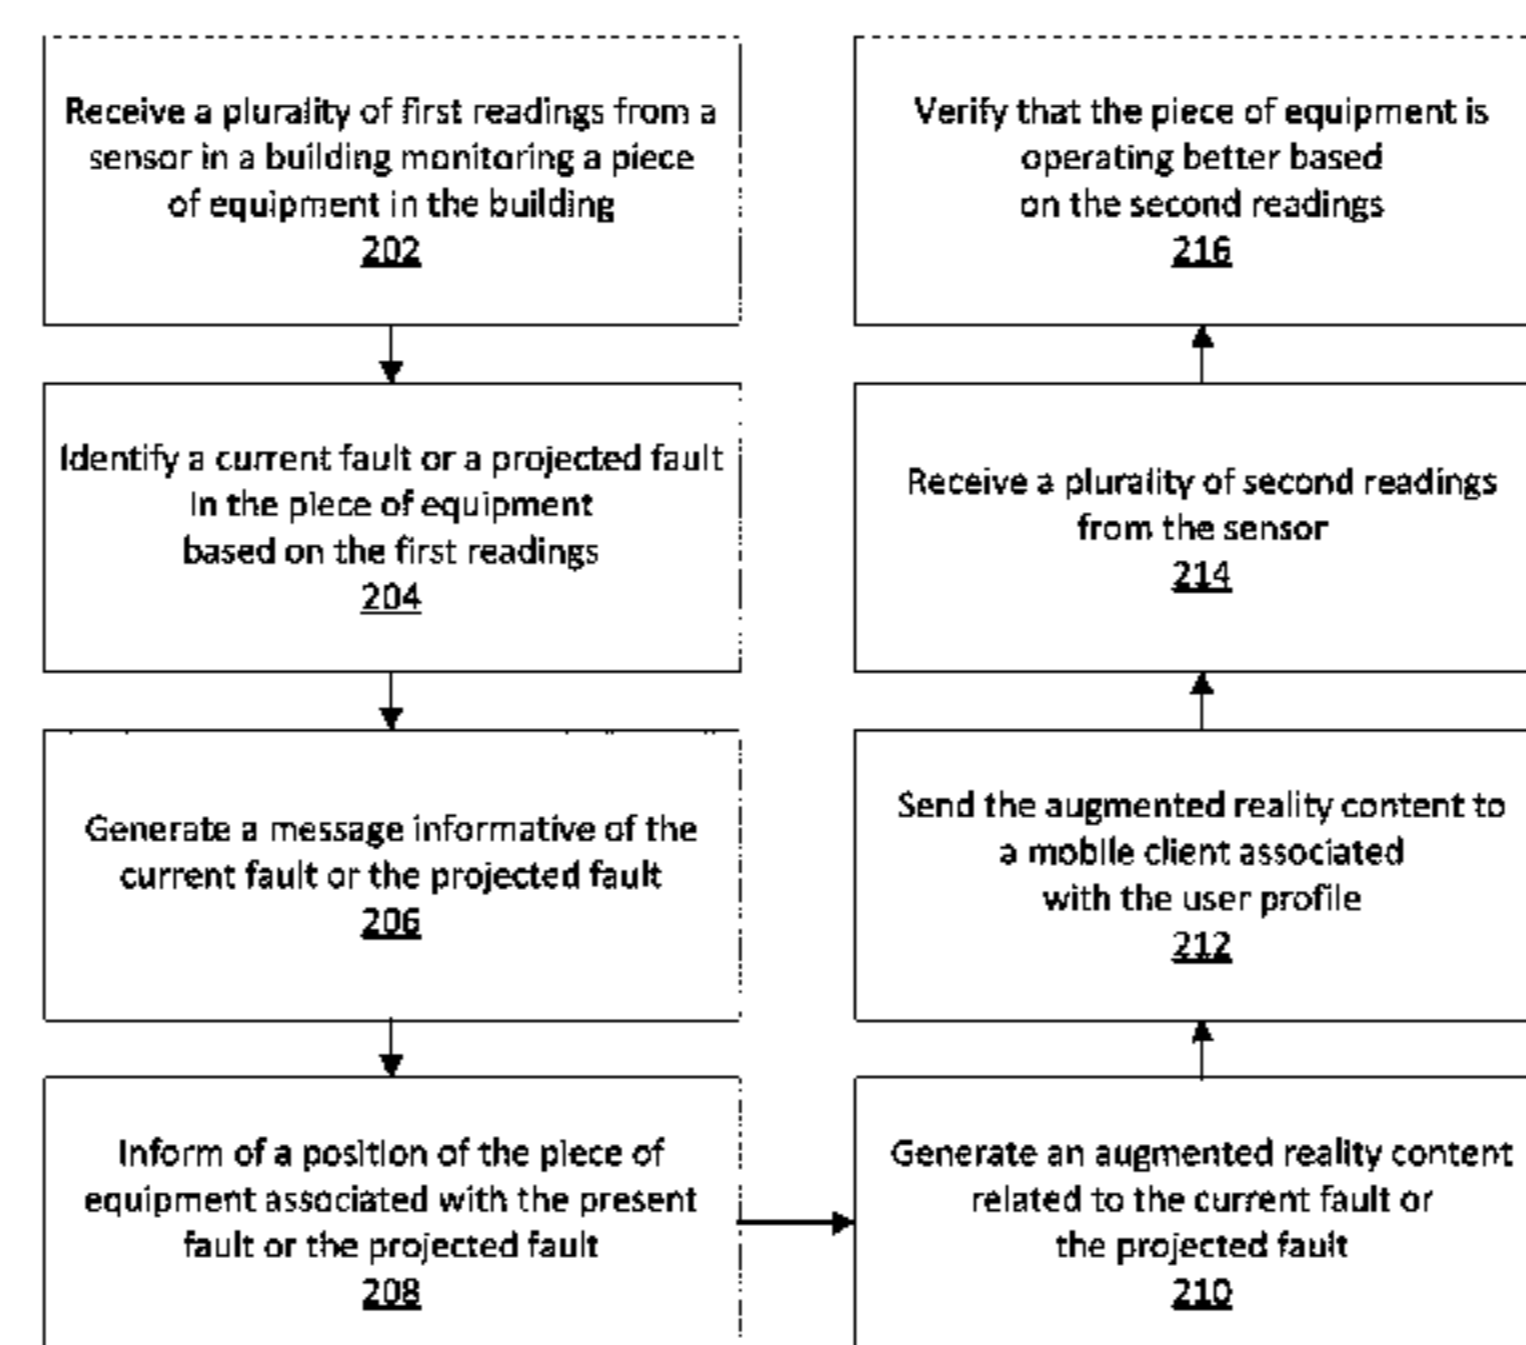 Receive a plurality of first readings from a
sensor in a building monitoring a piece
of equipment in the building
202
Identify a current fault or a projected fault
in the piece of equipment
based on the first readings
204
Generate a message informative of the
current fault or the projected fault
206
Inform of a position of the piece of
equipment associated with the present
fault or the projected fault
208
Generate an augmented reality content
related to the current fault or
the projected fault
210
Send the augmented reality content to
a mobile client associated
with the user profile
212
Receive a plurality of second readings
from the sensor
214
Verify that the piece of equipment is
operating better based
on the second readings
216